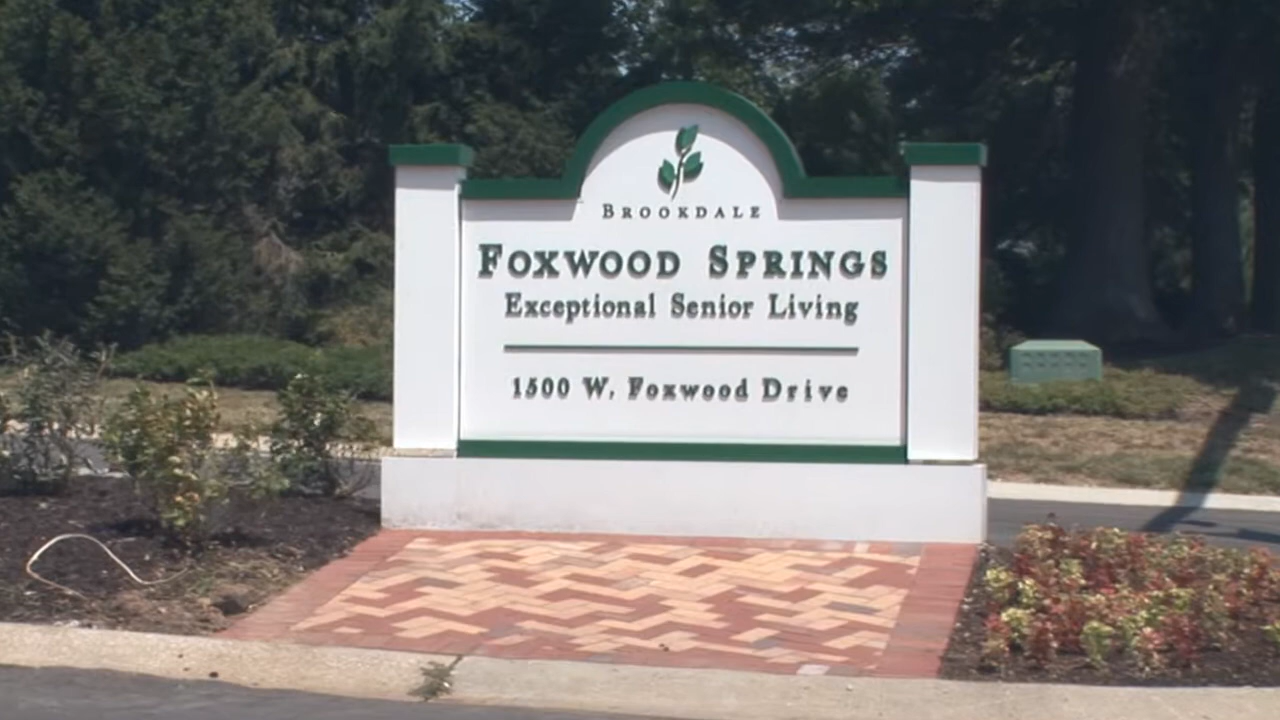 BROOKDALE
FOXWOOD SPRINGS
Exceptional Senior Living
1500 W. Foxwood Drive